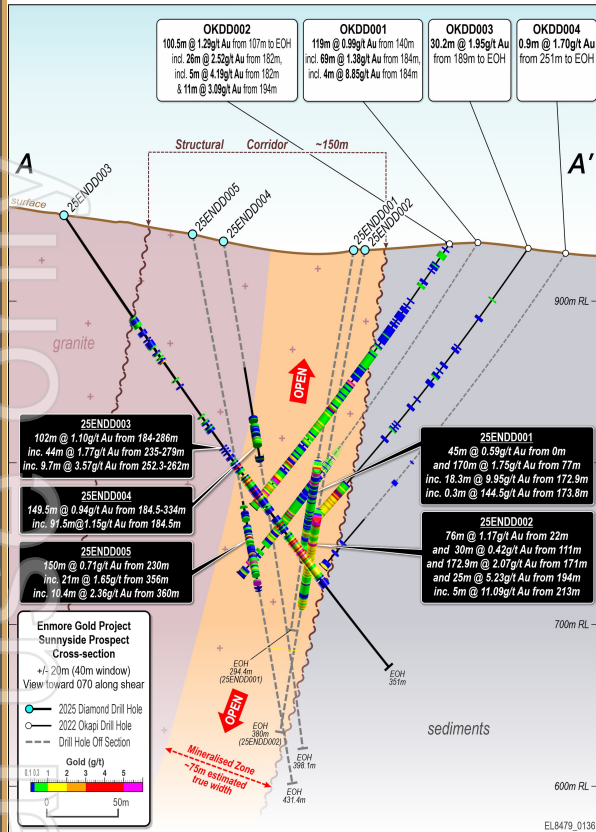 OKDD002
100.5m @ 1.29g/t Au from 107m to EOH
incl. 26m @ 2.52g/t Au from 182m,
incl. 5m @ 4.19g/t Au from 182m
& 11m @ 3.09g/t Au from 194m
OKDD001
119m @ 0.99g/t Au from 140m
incl. 69m @ 1.38g/t Au from 184m,
incl. 4m @ 8.85g/t Au from 184m
OKDD003
30.2m @ 1.95g/t Au
from 189m to EOH
OKDD004
0.9m @ 1.70g/t Au
from 251m to EOH
Structural Corridor ~150m
A
A'
surface
25ENDD003
25ENDD005
25ENDD004
25ENDD001
25ENDD002
900m RL
granite
OPEN
25ENDD003
102m @ 1.10g/t Au from 184-286m
inc. 44m @ 1.77g/t Au from 235-279m
inc. 9.7m @ 3.57g/t Au from 252.3-262m
25ENDD004
149.5m @ 0.94g/t Au from 184.5-334m
inc. 91.5m@1.15g/t Au from 184.5m
25ENDD005
150m @ 0.71g/t Au from 230m
inc. 21m @ 1.65g/t from 356m
inc. 10.4m @ 2.36g/t Au from 360m
25ENDD001
45m @ 0.59g/t Au from 0m
and 170m @ 1.75g/t Au from 77m
inc. 18.3m @ 9.95g/t Au from 172.9m
inc. 0.3m @ 144.5g/t Au from 173.8m
25ENDD002
76m @ 1.17g/t Au from 22m
and 30m @ 0.42g/t Au from 111m
and 172.9m @ 2.07g/t Au from 171m
and 25m @ 5.23g/t Au from 194m
inc. 5m @ 11.09g/t Au from 213m
700m RL
Enmore Gold Project
Sunnyside Prospect
Cross-section
+/- 20m (40m window)
View toward 070 along shear
2025 Diamond Drill Hole
2022 Okapi Drill Hole
Drill Hole Off Section
Gold (g/t)
0.1 0.3 1 2 3 4 5
0 50m
EOH
294.4m
(25ENDD001)
EOH
351m
OPEN
EOH
380m
(25ENDD002)
EOH
398.1m
EOH
431.4m
sediments
Mineralised Zone
~75m estimated
true width
600m RL
EL8479_0136